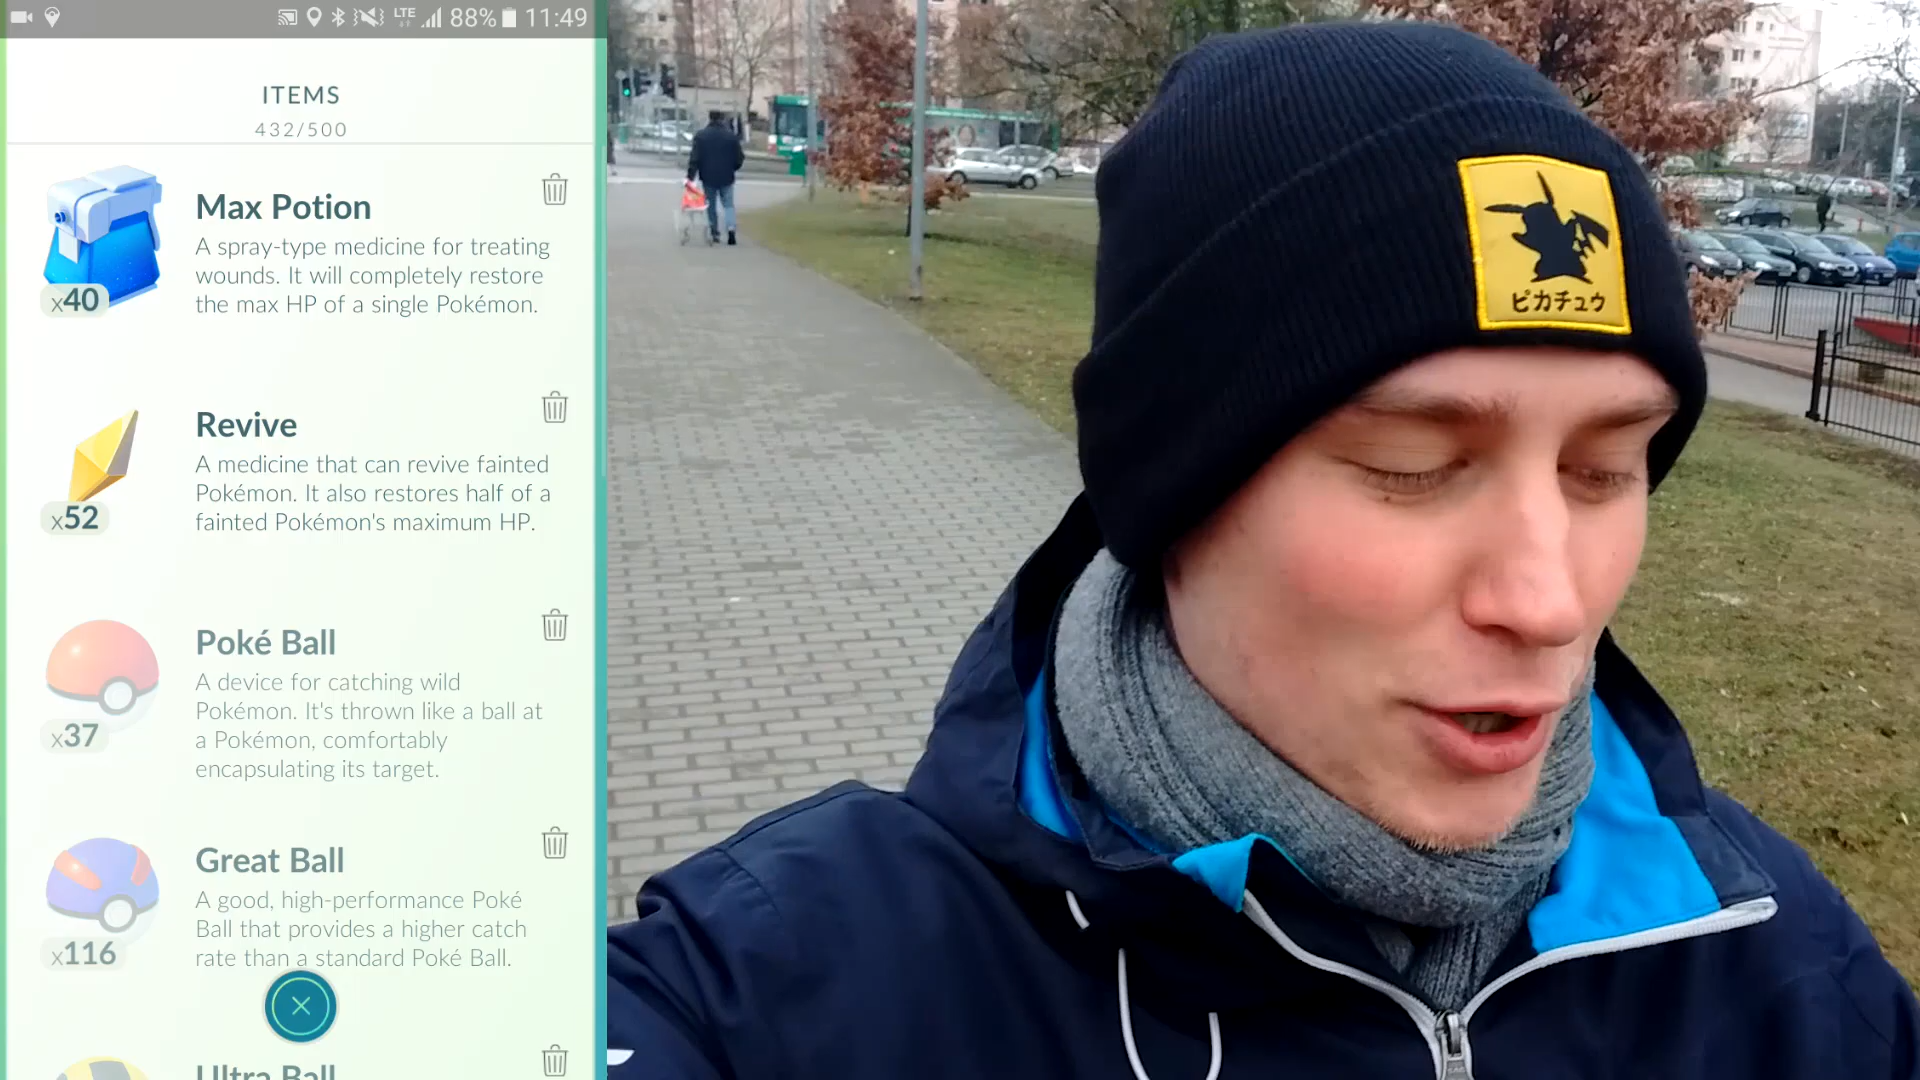 LTE 88% 11:49
ITEMS
432/500
Max Potion
A spray-type medicine for treating
wounds. It will completely restore
the max HP of a single Pokémon.
x40
Revive
A medicine that can revive fainted
Pokémon. It also restores half of a
fainted Pokémon's maximum HP.
x52
Poké Ball
A device for catching wild
Pokémon. It's thrown like a ball at
a Pokémon, comfortably
encapsulating its target.
x37
Great Ball
A good, high-performance Poké
Ball that provides a higher catch
rate than a standard Poké Ball.
x116
Ultra Ball
ピカチュウ